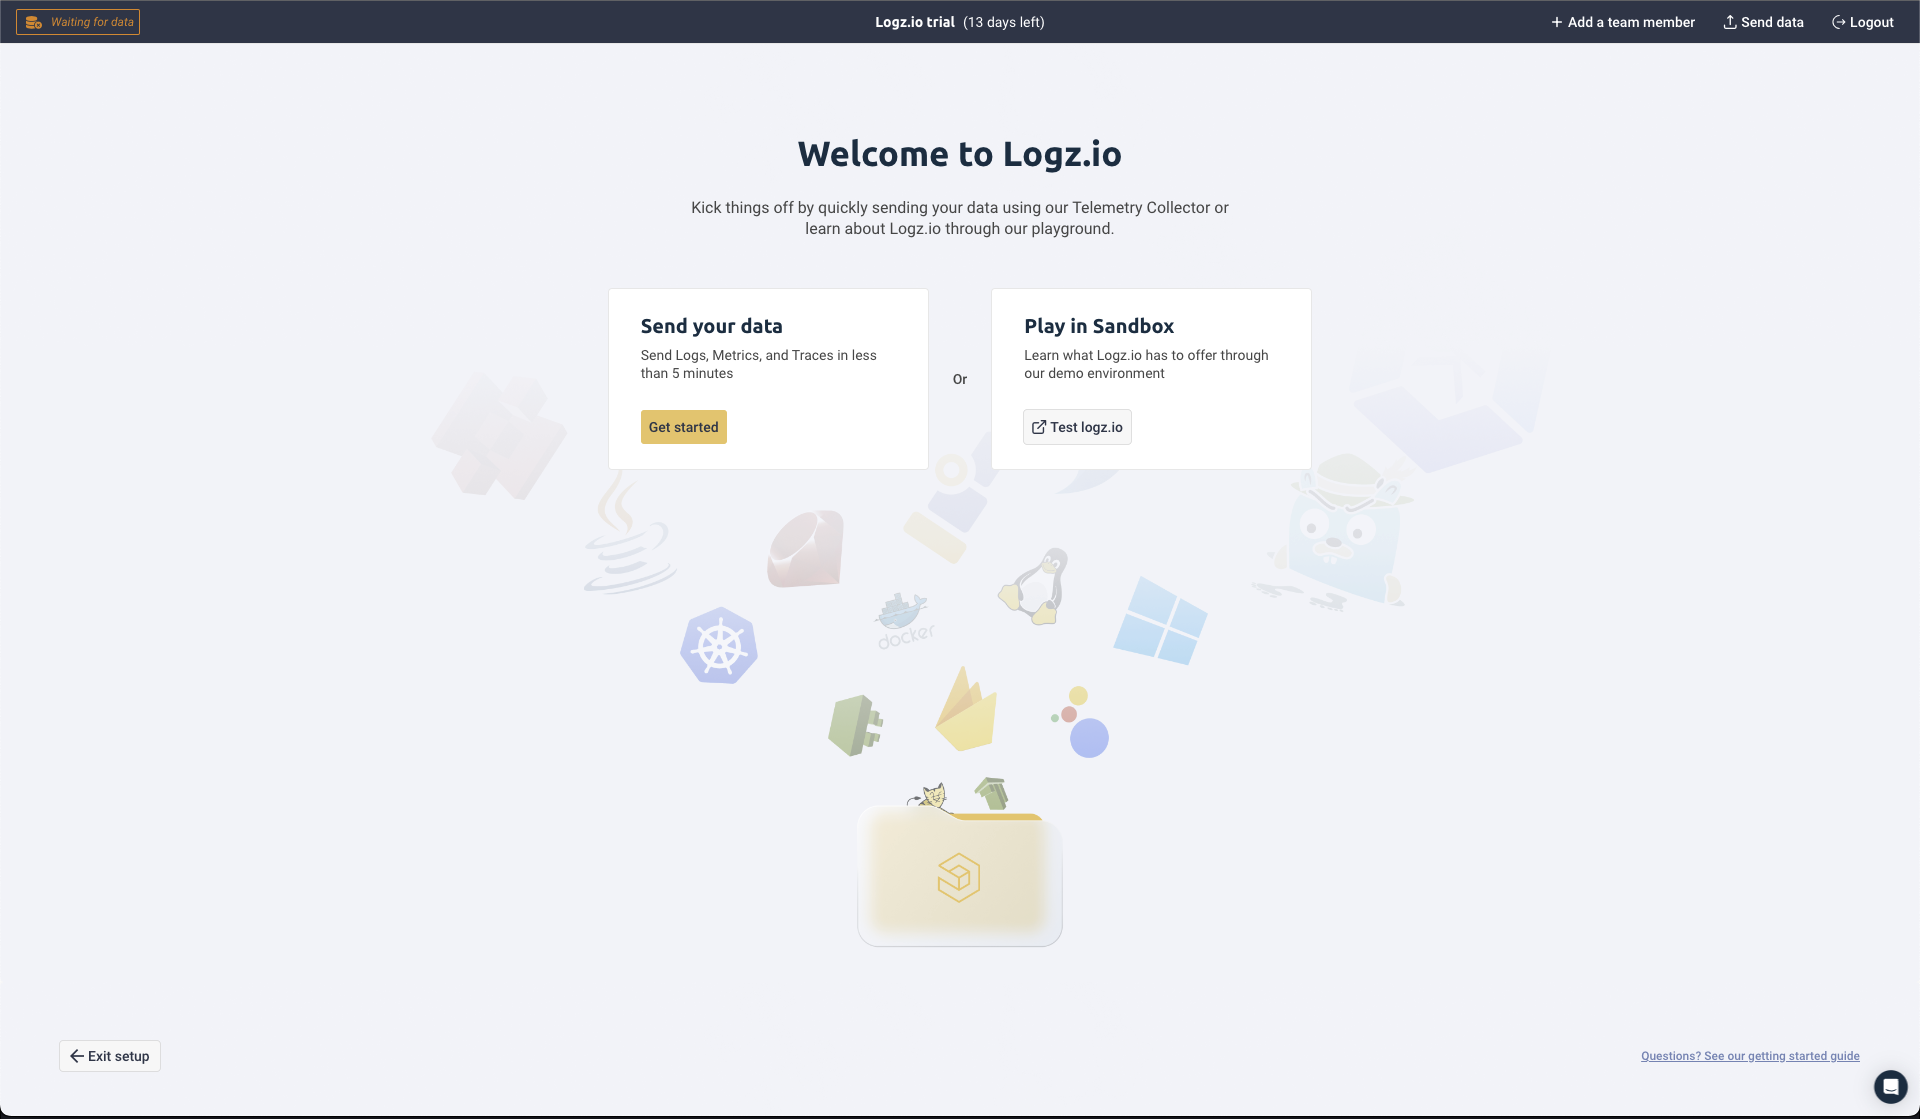 Waiting for data
Logz.io trial (13 days left)
Add a team member
Send data
Logout
Welcome to Logz.io
Kick things off by quickly sending your data using our Telemetry Collector or
learn about Logz.io through our playground.
Send your data
Send Logs, Metrics, and Traces in less
than 5 minutes
Get started
Or
Play in Sandbox
Learn what Logz.io has to offer through
our demo environment
Test logz.io
docker
Exit setup
Questions? See our getting started guide